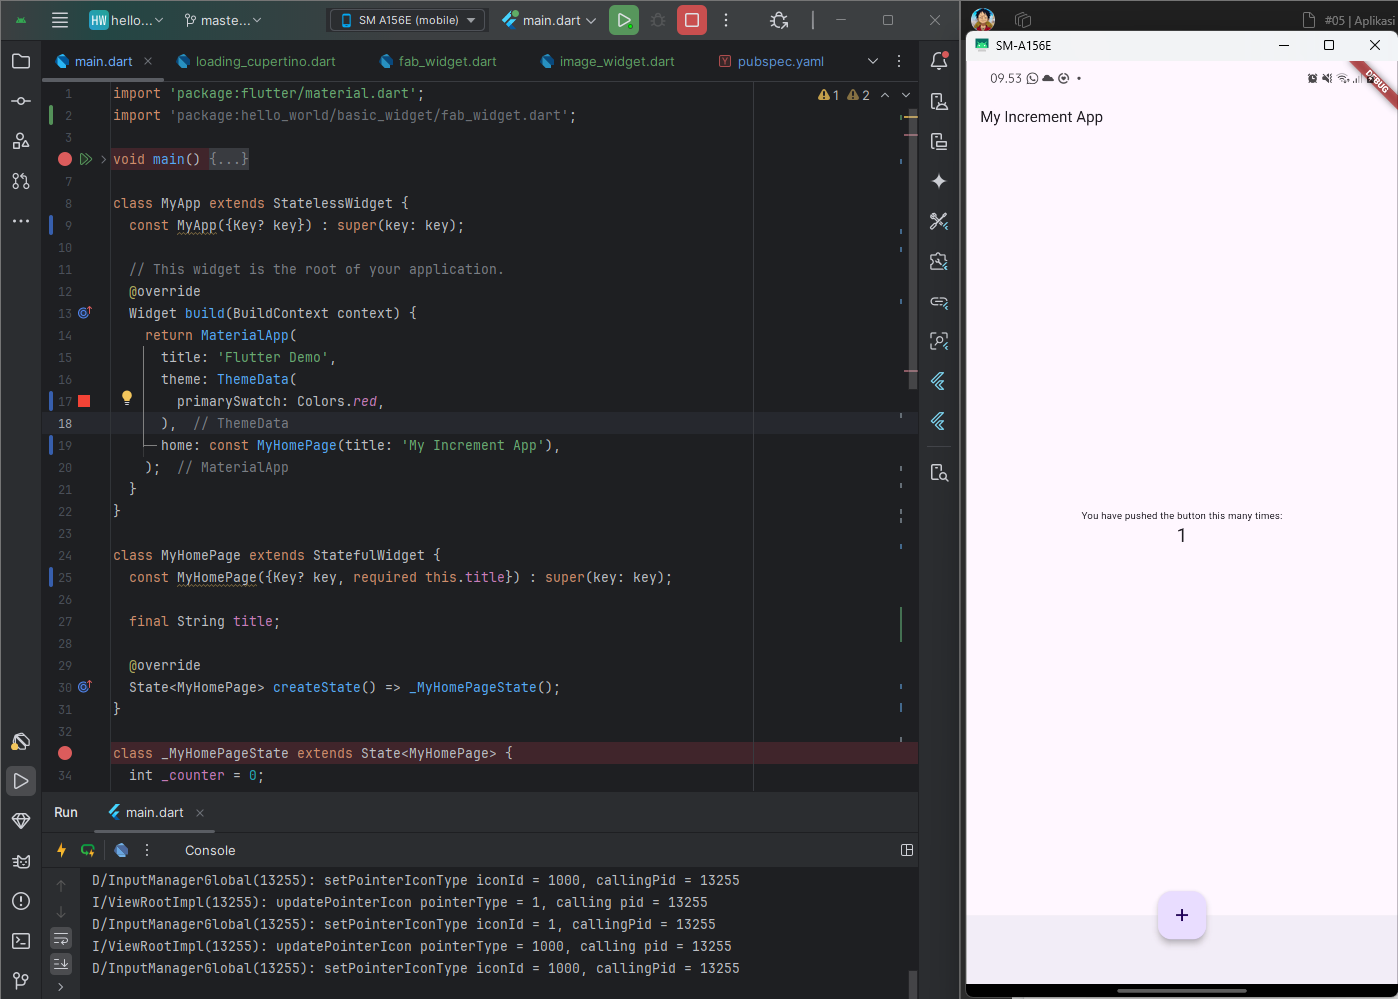 HW hello... maste... SM A156E (mobile) main.dart
#05 | Aplikasi
main.dart loading_cupertino.dart fab_widget.dart image_widget.dart pubspec.yaml
1 import 'package:flutter/material.dart';
2 import 'package:hello_world/basic_widget/fab_widget.dart';
3
void main() {...}
7
8 class MyApp extends StatelessWidget {
9 const MyApp({Key? key}) : super(key: key);
10
11 // This widget is the root of your application.
12 @override
13 Widget build(BuildContext context) {
14 return MaterialApp(
15 title: 'Flutter Demo',
16 theme: ThemeData(
17 primarySwatch: Colors.red,
18 ), // ThemeData
19 home: const MyHomePage(title: 'My Increment App'),
20 ); // MaterialApp
21 }
22 }
23
24 class MyHomePage extends StatefulWidget {
25 const MyHomePage({Key? key, required this.title}) : super(key: key);
26
27 final String title;
28
29 @override
30 State<MyHomePage> createState() => _MyHomePageState();
31 }
32
class _MyHomePageState extends State<MyHomePage> {
34 int _counter = 0;
1 2
Run main.dart
Console
D/InputManagerGlobal(13255): setPointerIconType iconId = 1000, callingPid = 13255
I/ViewRootImpl(13255): updatePointerIcon pointerType = 1, calling pid = 13255
D/InputManagerGlobal(13255): setPointerIconType iconId = 1, callingPid = 13255
I/ViewRootImpl(13255): updatePointerIcon pointerType = 1000, calling pid = 13255
D/InputManagerGlobal(13255): setPointerIconType iconId = 1000, callingPid = 13255
SM-A156E
09.53
DEBUG
My Increment App
You have pushed the button this many times:
1
+